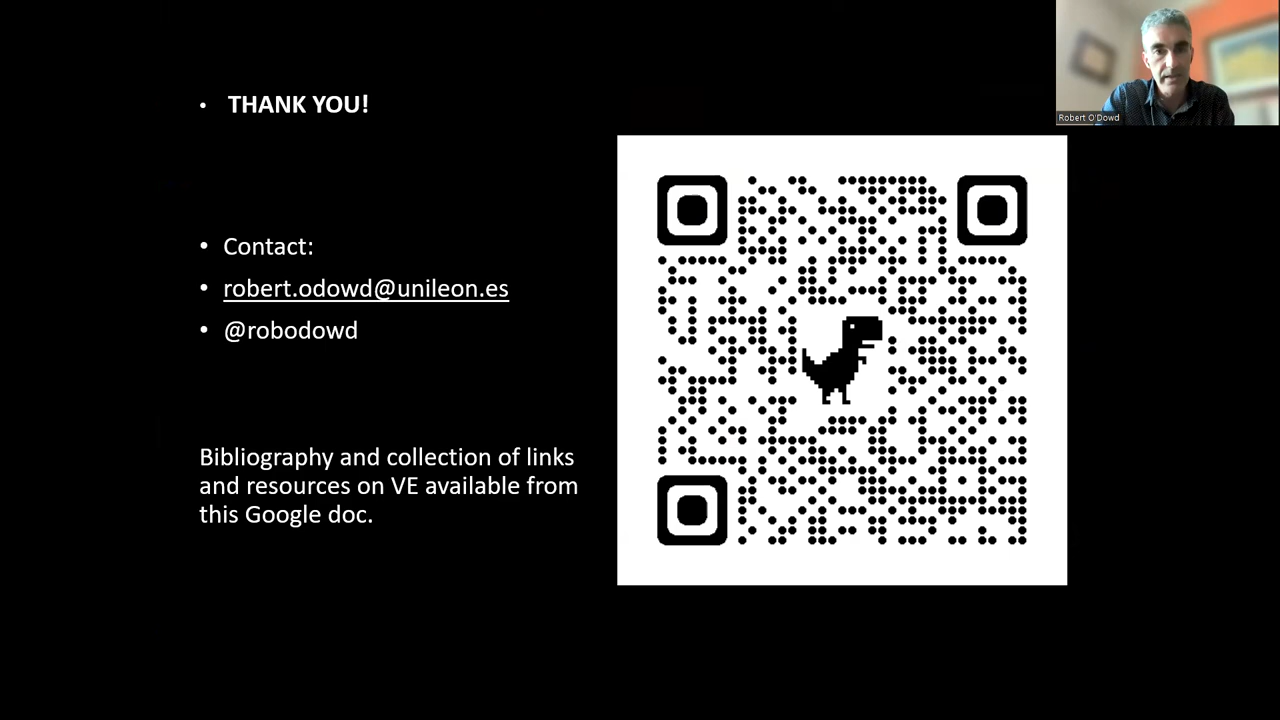 Robert O'Dowd
• THANK YOU!
• Contact:
• robert.odowd@unileon.es
• @robodowd
Bibliography and collection of links
and resources on VE available from
this Google doc.